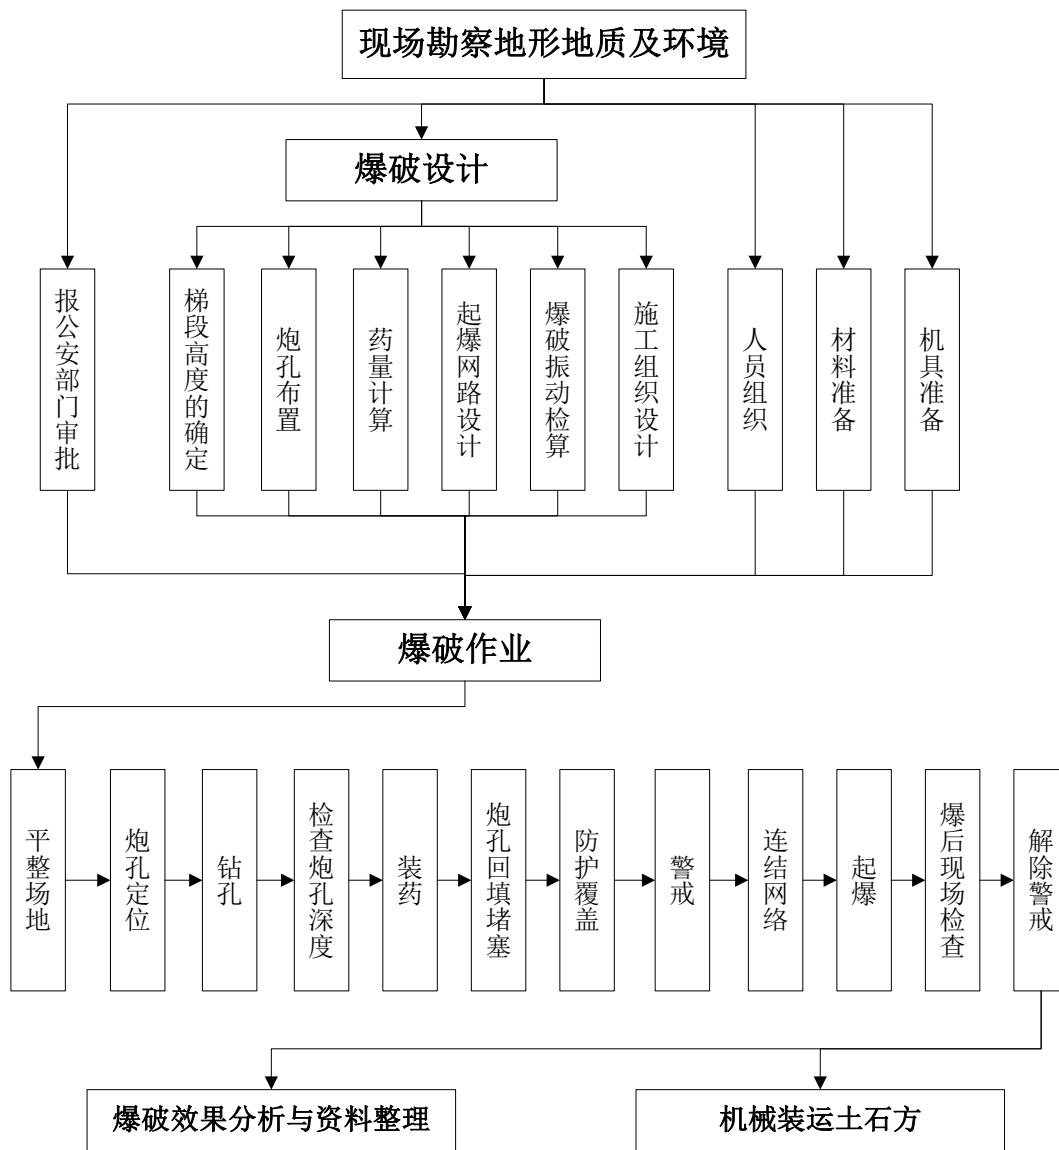 现场勘察地形地质及环境
爆破设计
报公安部门审批
梯段高度的确定
炮孔布置
药量计算
起爆网路设计
爆破振动检算
施工组织设计
人员组织
材料准备
机具准备
爆破作业
平整场地
炮孔定位
钻孔
检查炮孔深度
装药
炮孔回填堵塞
防护覆盖
警戒
连结网络
起爆
爆后现场检查
解除警戒
爆破效果分析与资料整理
机械装运土石方